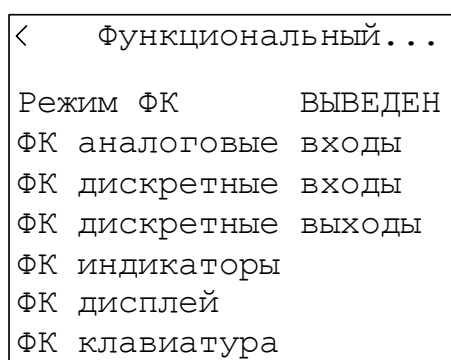 < Функциональный...
Режим ФК ВЫВЕДЕН
ФК аналоговые входы
ФК дискретные входы
ФК дискретные выходы
ФК индикаторы
ФК дисплей
ФК клавиатура